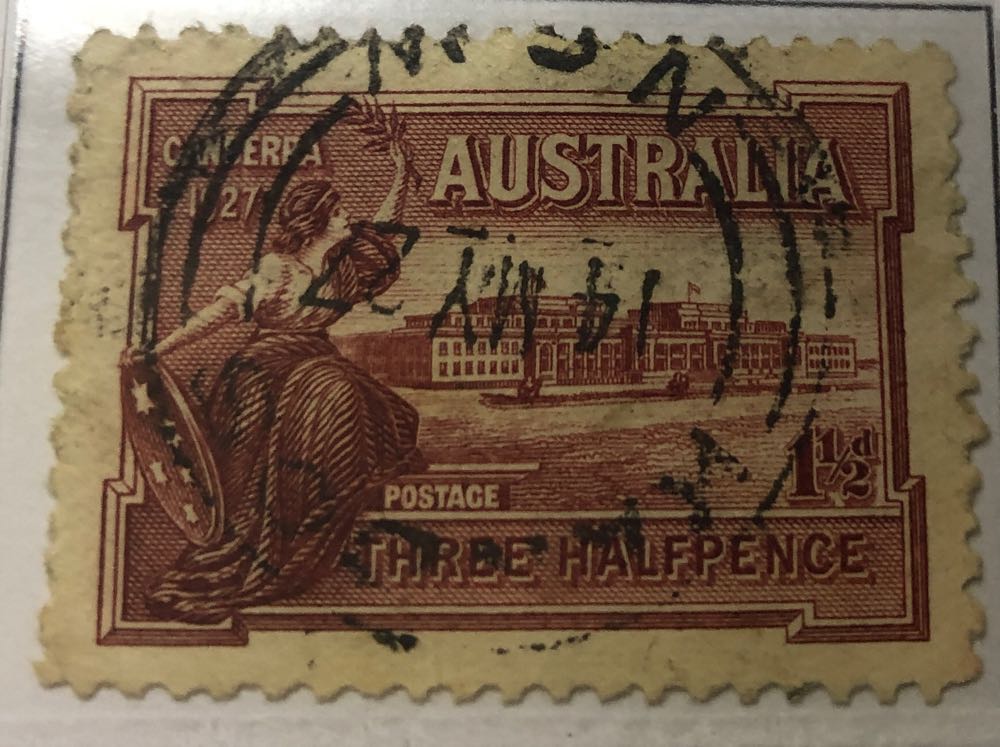 CANBERRA
1927
AUSTRALIA
1½d
POSTAGE
THREE HALFPENCE